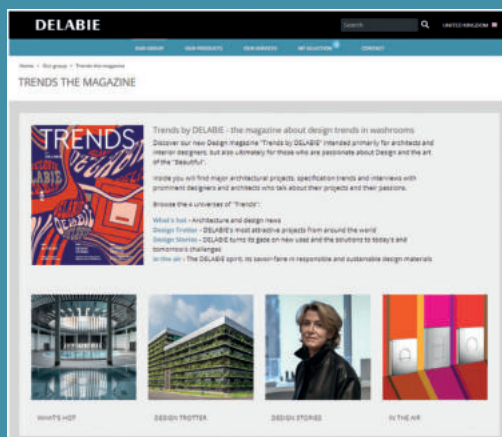 DELABIE
Search
UNITED KINGDOM
OUR GROUP OUR PRODUCTS OUR SERVICES MY SELECTION CONTACT
Home > Our group > Trends the magazine
TRENDS THE MAGAZINE
TRENDS
DELABIE
Trends by DELABIE - the magazine about design trends in washrooms
Discover our new Design magazine "Trends by DELABIE" intended primarily for architects and
interior designers, but also ultimately for those who are passionate about Design and the art
of the "Beautiful".
Inside you will find major architectural projects, specification trends and interviews with
prominent designers and architects who talk about their projects and their passions.
Browse the 4 universes of "Trends":
What's hot - Architecture and design news
Design Trotter - DELABIE's most attractive projects from around the world
Design Stories - DELABIE turns its gaze on new uses and the solutions to today's and
tomorrow's challenges
In the air - The DELABIE spirit, its savoir-faire in responsible and sustainable design materials
WHAT'S HOT
DESIGN TROTTER
DESIGN STORIES
IN THE AIR